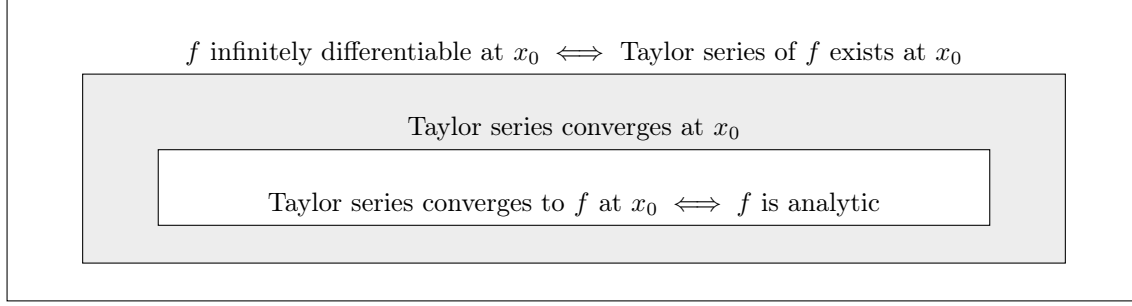 f infinitely differentiable at x₀ ⟺ Taylor series of f exists at x₀
Taylor series converges at x₀
Taylor series converges to f at x₀ ⟺ f is analytic